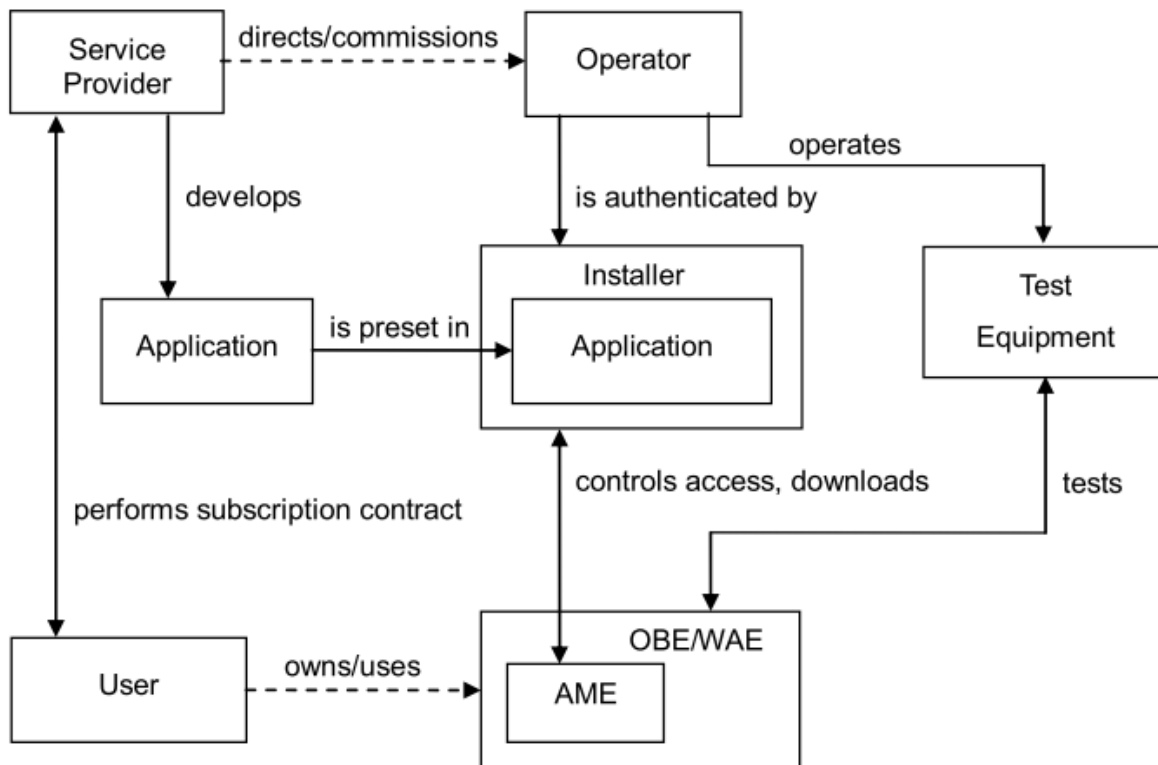 Service
Provider
directs/commissions
Operator
operates
develops
is authenticated by
Installer
Test
Equipment
Application
is preset in
Application
controls access, downloads
tests
performs subscription contract
OBE/WAE
User
owns/uses
AME